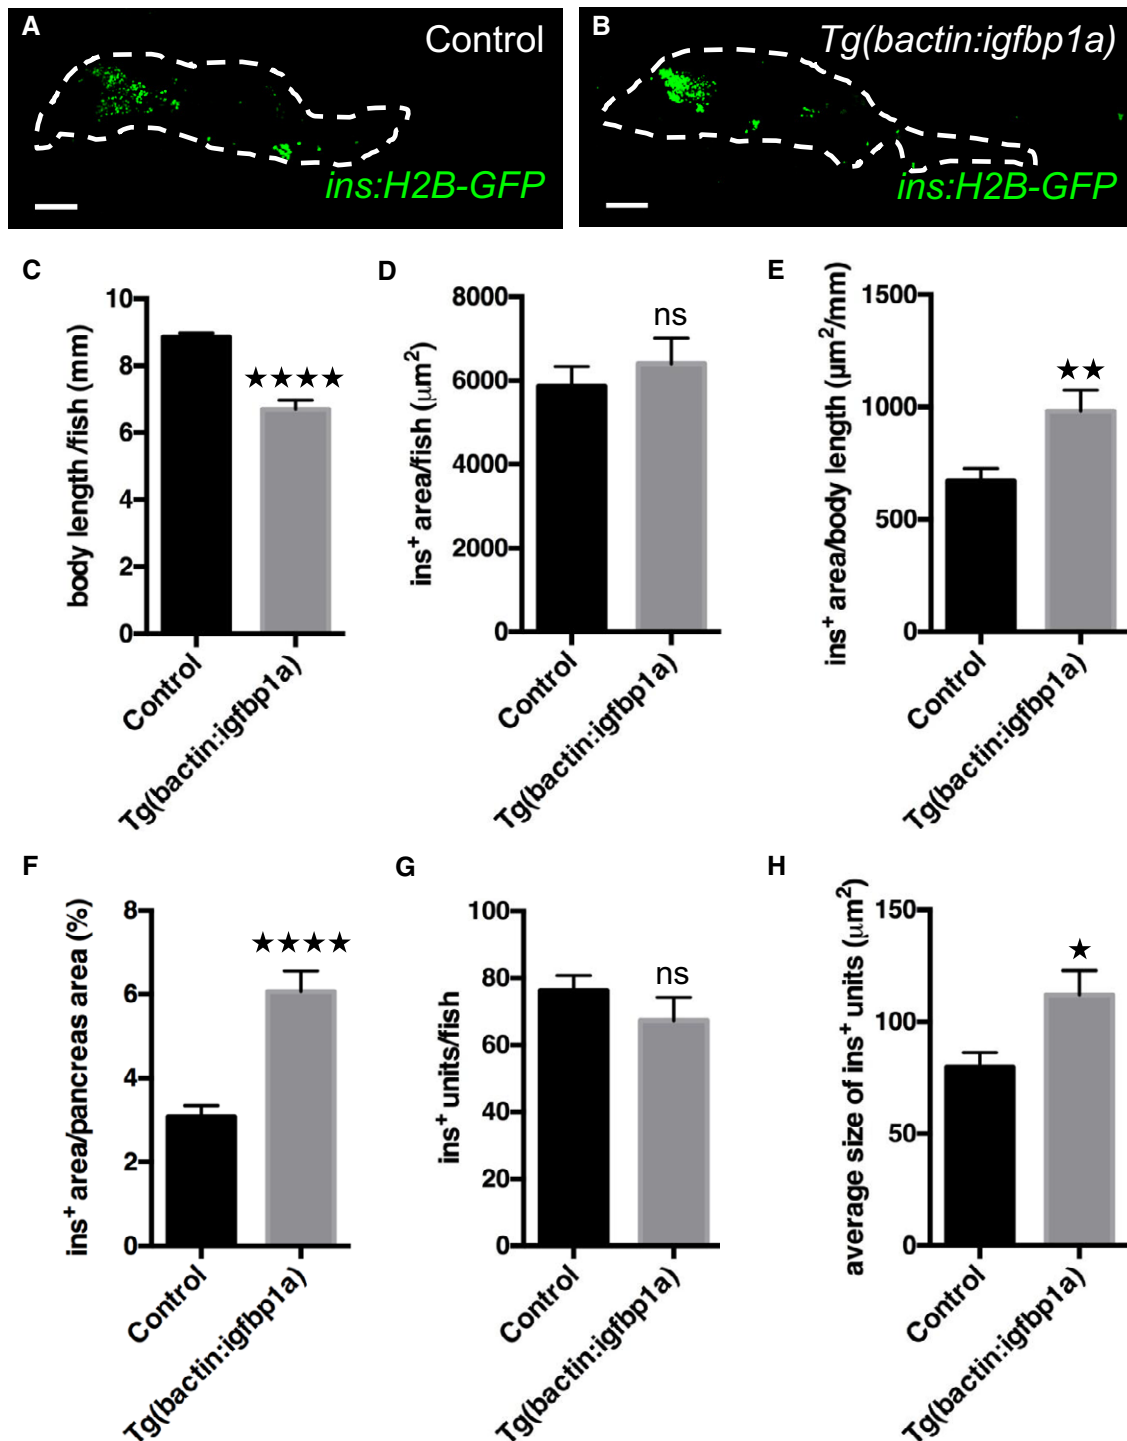 A
Control
ins:H2B-GFP
B
Tg(bactin:igfbp1a)
ins:H2B-GFP
C
body length/fish (mm)
10
8
6
4
2
0
★★★★
Control
Tg(bactin:igfbp1a)
D
ins⁺ area/fish (µm²)
8000
6000
4000
2000
0
ns
Control
Tg(bactin:igfbp1a)
E
ins⁺ area/body length (µm²/mm)
1500
1000
500
0
★★
Control
Tg(bactin:igfbp1a)
F
ins⁺ area/pancreas area (%)
8
6
4
2
0
★★★★
Control
Tg(bactin:igfbp1a)
G
ins⁺ units/fish
100
80
60
40
20
0
ns
Control
Tg(bactin:igfbp1a)
H
average size of ins⁺ units (µm²)
150
100
50
0
★
Control
Tg(bactin:igfbp1a)